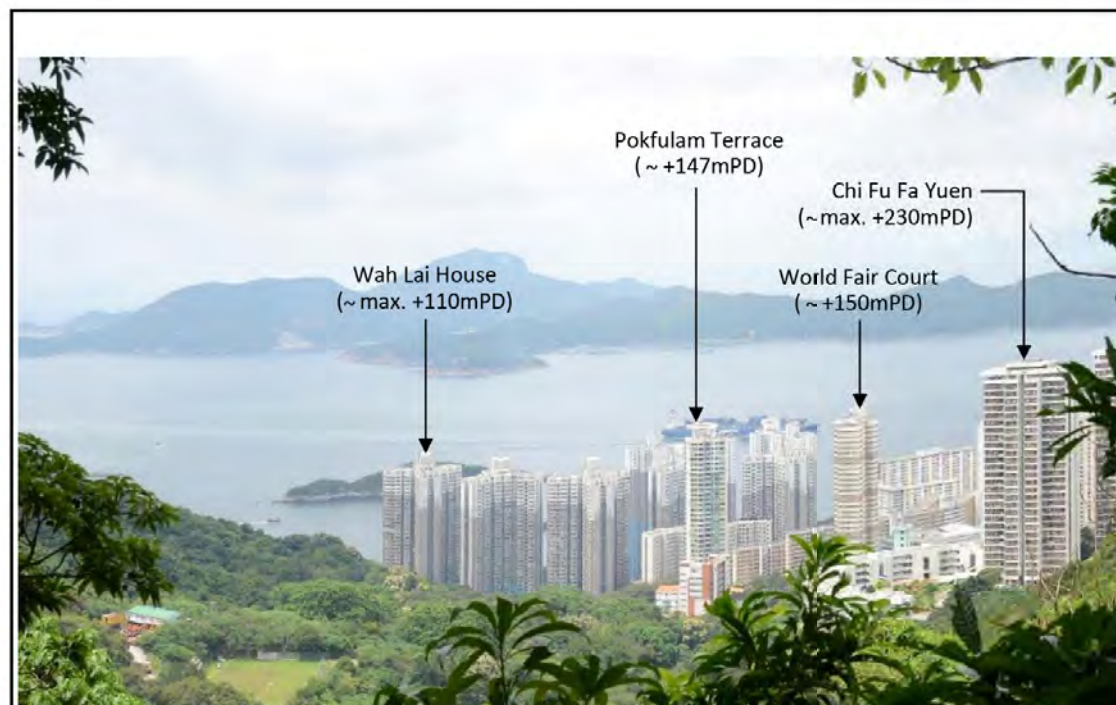 Pokfulam Terrace
(~ +147mPD)
Chi Fu Fa Yuen
(~max. +230mPD)
Wah Lai House
(~ max. +110mPD)
World Fair Court
(~ +150mPD)